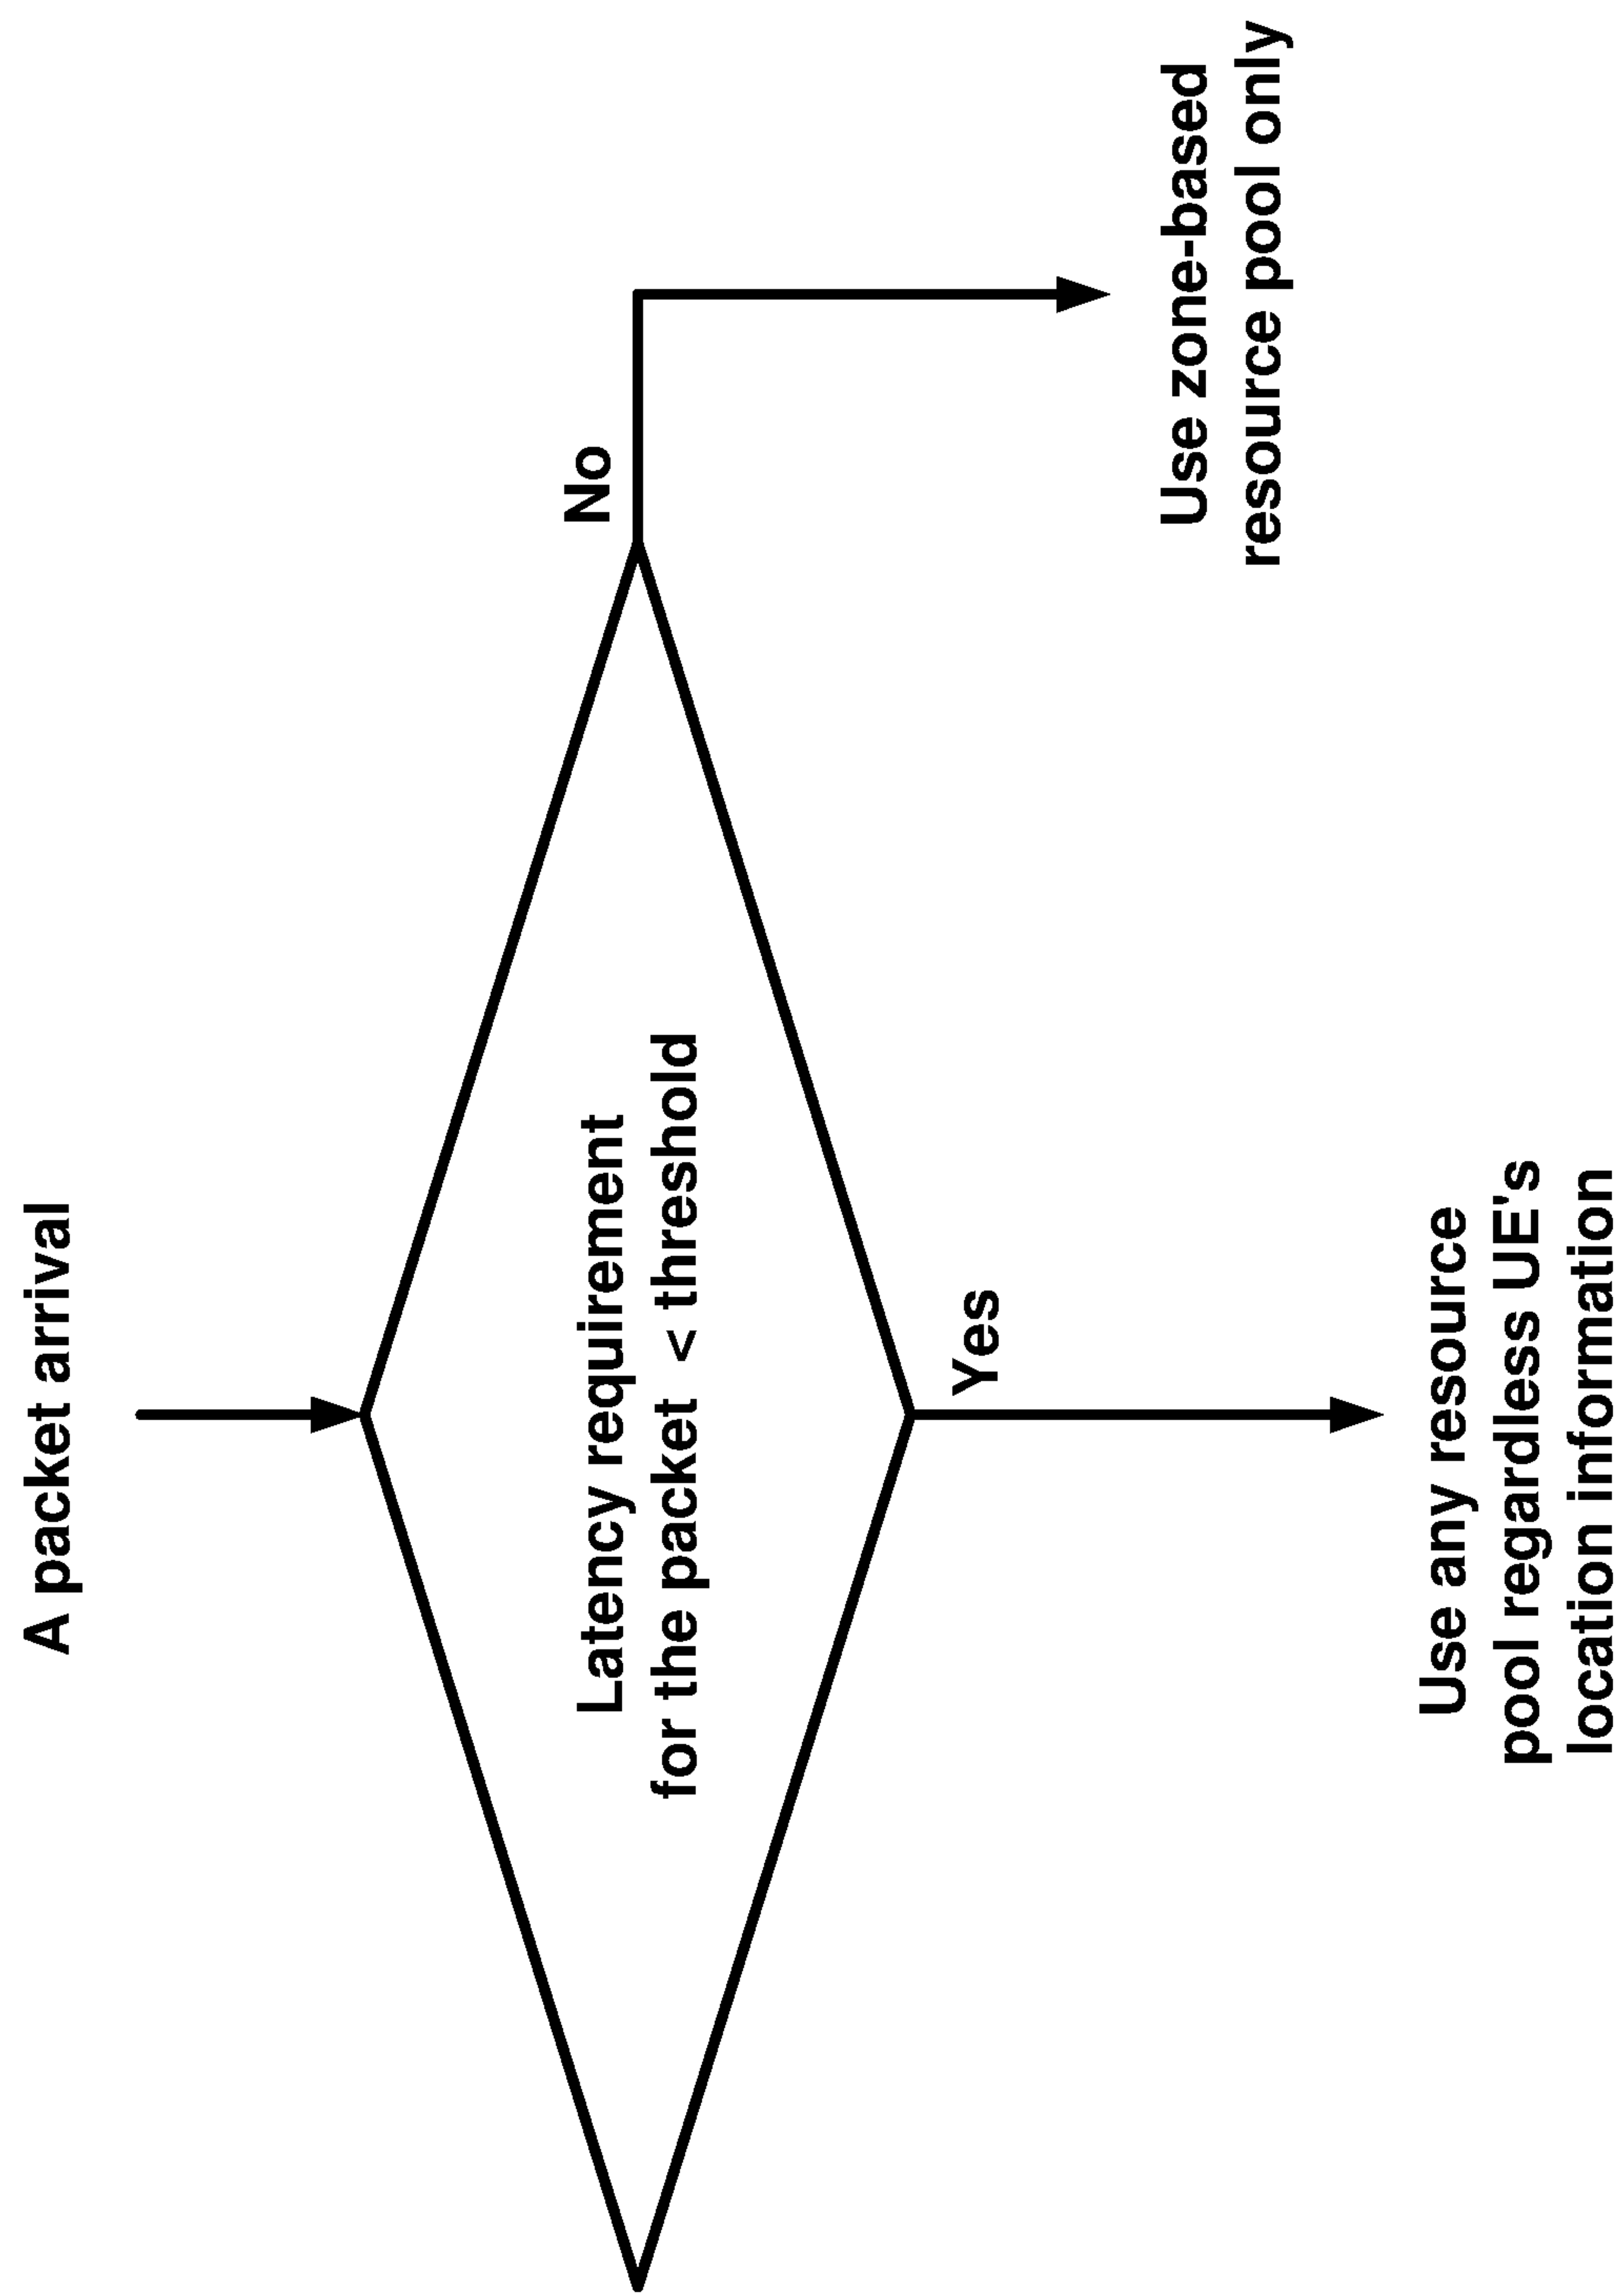 A packet arrival
Latency requirement
for the packet < threshold
No
Use zone-based
resource pool only
Yes
Use any resource
pool regardless UE's
location information